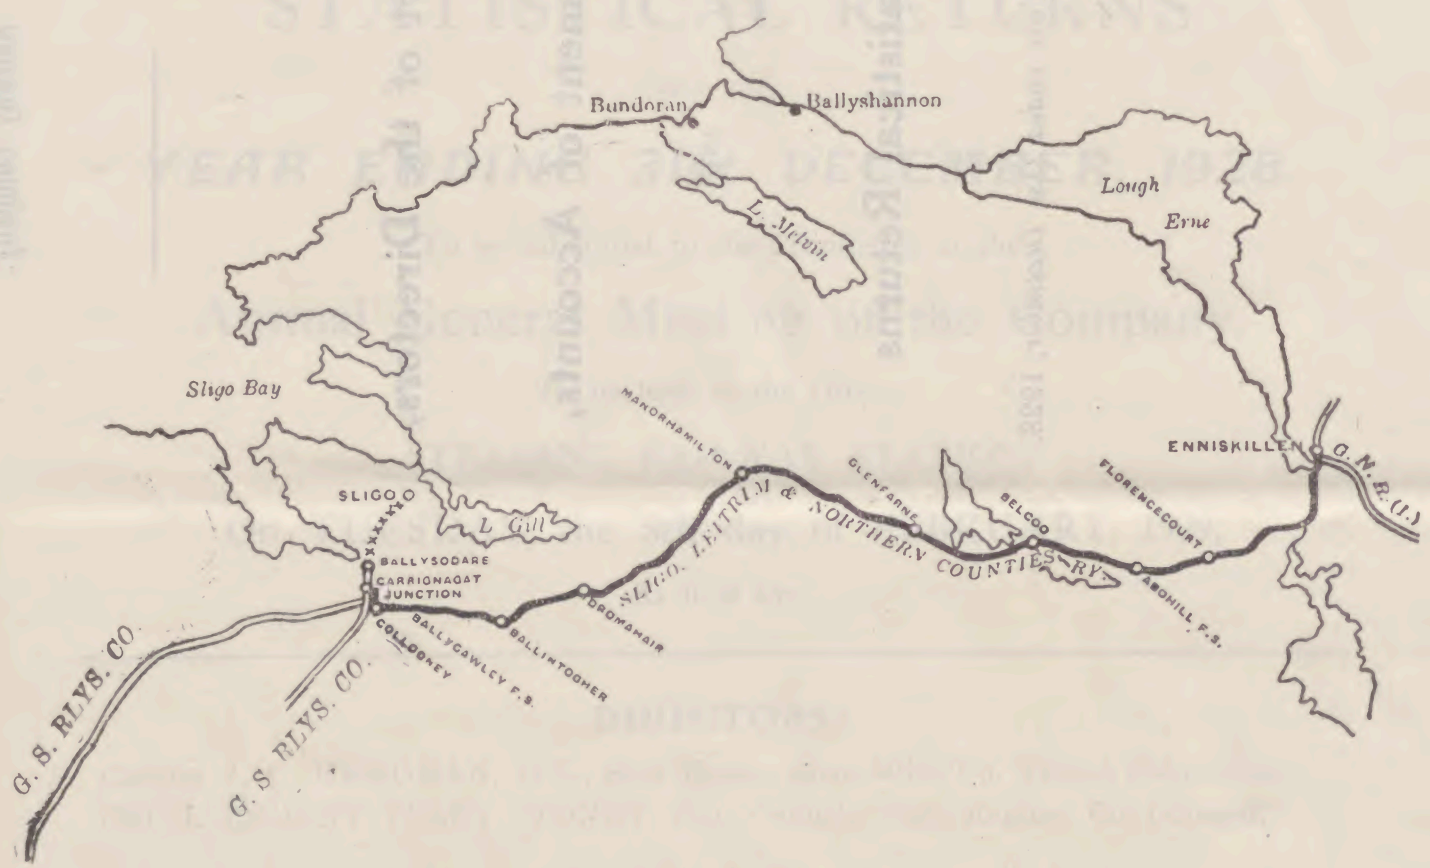 Bundoran
Ballyshannon
Lough
Erne
L. Melvin
Sligo Bay
MANORHAMILTON
GLENFARNE
BELCOO
FLORENCECOURT
ENNISKILLEN
G. N. R. (I.)
SLIGO
L. Gill
SLIGO, LEITRIM & NORTHERN COUNTIES RY.
BALLYSODARE
CARRIGNAGAT
JUNCTION
COLLOONEY
BALLYGAWLEY F.S.
BALLINTOGHER
DROMAHAIR
ABOHILL F.S.
G. S. RLYS. CO.
G. S. RLYS. CO.